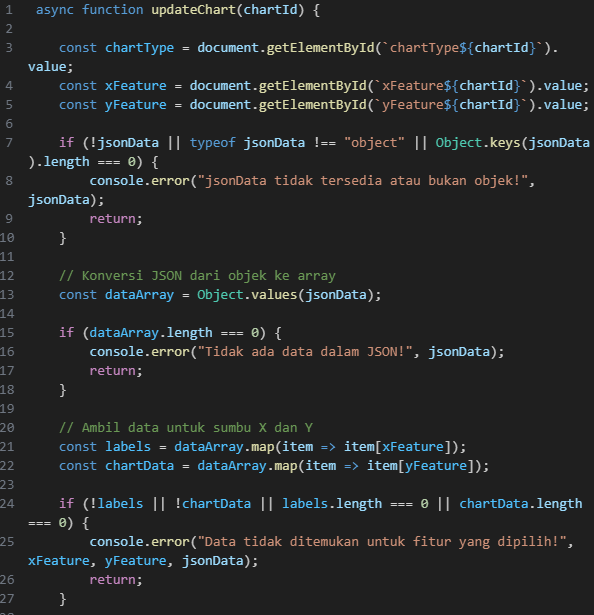 1 async function updateChart(chartId) {
2
3 const chartType = document.getElementById(`chartType${chartId}`).
value;
4 const xFeature = document.getElementById(`xFeature${chartId}`).value;
5 const yFeature = document.getElementById(`yFeature${chartId}`).value;
6
7 if (!jsonData || typeof jsonData !== "object" || Object.keys(jsonData
).length === 0) {
8 console.error("jsonData tidak tersedia atau bukan objek!",
jsonData);
9 return;
10 }
11
12 // Konversi JSON dari objek ke array
13 const dataArray = Object.values(jsonData);
14
15 if (dataArray.length === 0) {
16 console.error("Tidak ada data dalam JSON!", jsonData);
17 return;
18 }
19
20 // Ambil data untuk sumbu X dan Y
21 const labels = dataArray.map(item => item[xFeature]);
22 const chartData = dataArray.map(item => item[yFeature]);
23
24 if (!labels || !chartData || labels.length === 0 || chartData.length
=== 0) {
25 console.error("Data tidak ditemukan untuk fitur yang dipilih!",
xFeature, yFeature, jsonData);
26 return;
27 }